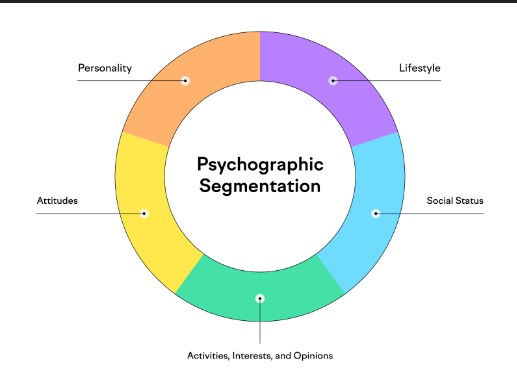 Personality
Lifestyle
Psychographic
Segmentation
Attitudes
Social Status
Activities, Interests, and Opinions